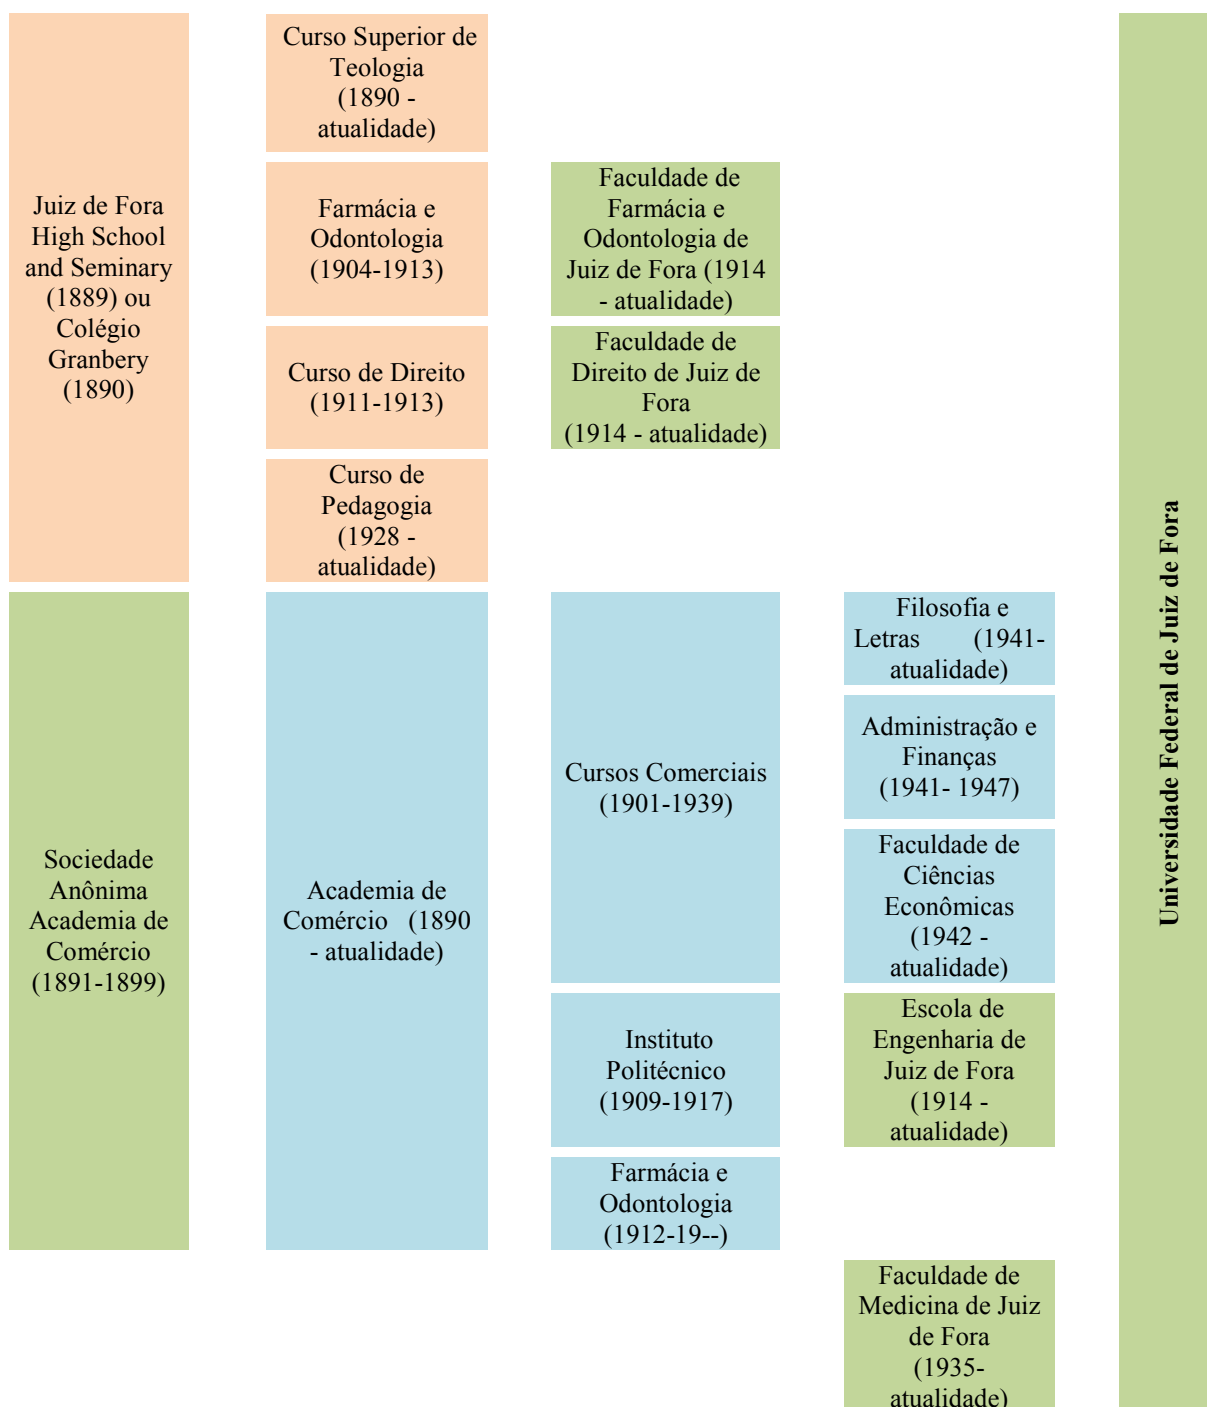 Juiz de Fora
High School
and Seminary
(1889) ou
Colégio
Granbery
(1890)
Curso Superior de
Teologia
(1890 -
atualidade)
Farmácia e
Odontologia
(1904-1913)
Faculdade de
Farmácia e
Odontologia de
Juiz de Fora (1914
- atualidade)
Curso de Direito
(1911-1913)
Faculdade de
Direito de Juiz de
Fora
(1914 - atualidade)
Curso de
Pedagogia
(1928 -
atualidade)
Sociedade
Anônima
Academia de
Comércio
(1891-1899)
Academia de
Comércio (1890
- atualidade)
Cursos Comerciais
(1901-1939)
Filosofia e
Letras (1941-
atualidade)
Administração e
Finanças
(1941- 1947)
Faculdade de
Ciências
Econômicas
(1942 -
atualidade)
Instituto
Politécnico
(1909-1917)
Escola de
Engenharia de
Juiz de Fora
(1914 -
atualidade)
Farmácia e
Odontologia
(1912-19--)
Faculdade de
Medicina de Juiz
de Fora
(1935-
atualidade)
Universidade Federal de Juiz de Fora